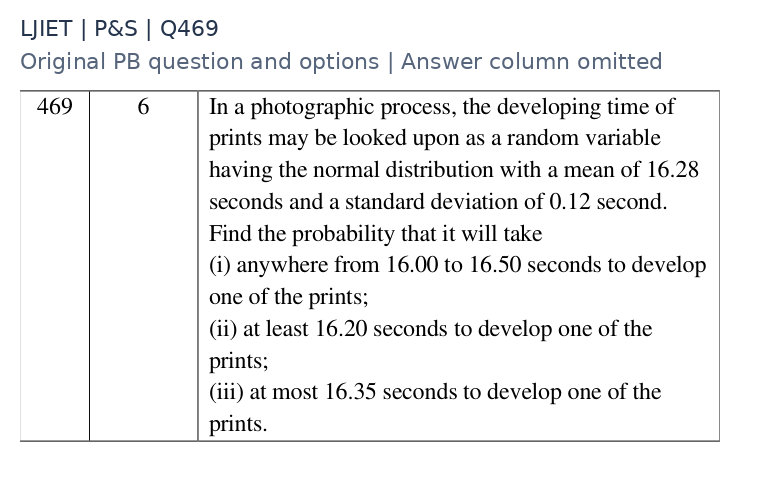 LJIET | P&S | Q469
Original PB question and options | Answer column omitted
469 6 In a photographic process, the developing time of
prints may be looked upon as a random variable
having the normal distribution with a mean of 16.28
seconds and a standard deviation of 0.12 second.
Find the probability that it will take
(i) anywhere from 16.00 to 16.50 seconds to develop
one of the prints;
(ii) at least 16.20 seconds to develop one of the
prints;
(iii) at most 16.35 seconds to develop one of the
prints.